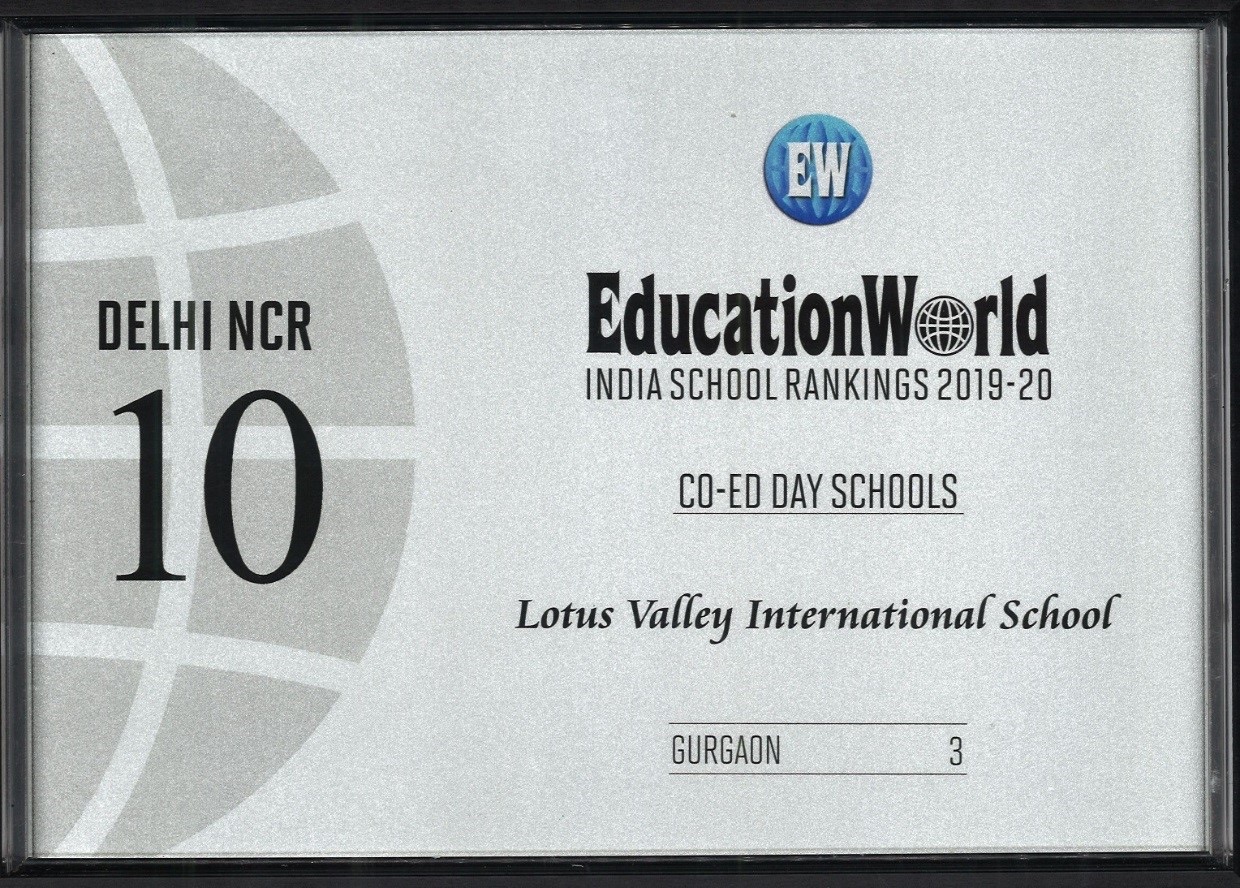 DELHI NCR
10
EW
EducationWorld
INDIA SCHOOL RANKINGS 2019-20
CO-ED DAY SCHOOLS
Lotus Valley International School
GURGAON 3